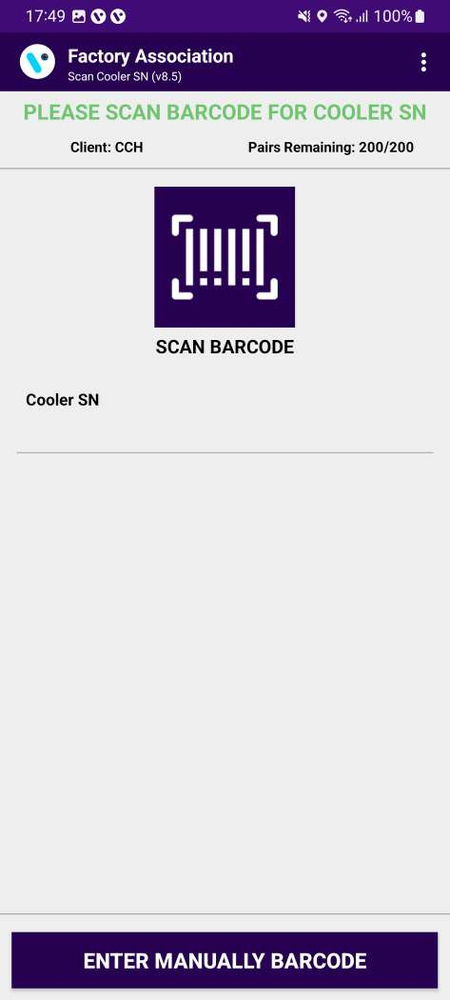 17:49 100%
Factory Association
Scan Cooler SN (v8.5)
PLEASE SCAN BARCODE FOR COOLER SN
Client: CCH Pairs Remaining: 200/200
SCAN BARCODE
Cooler SN
ENTER MANUALLY BARCODE